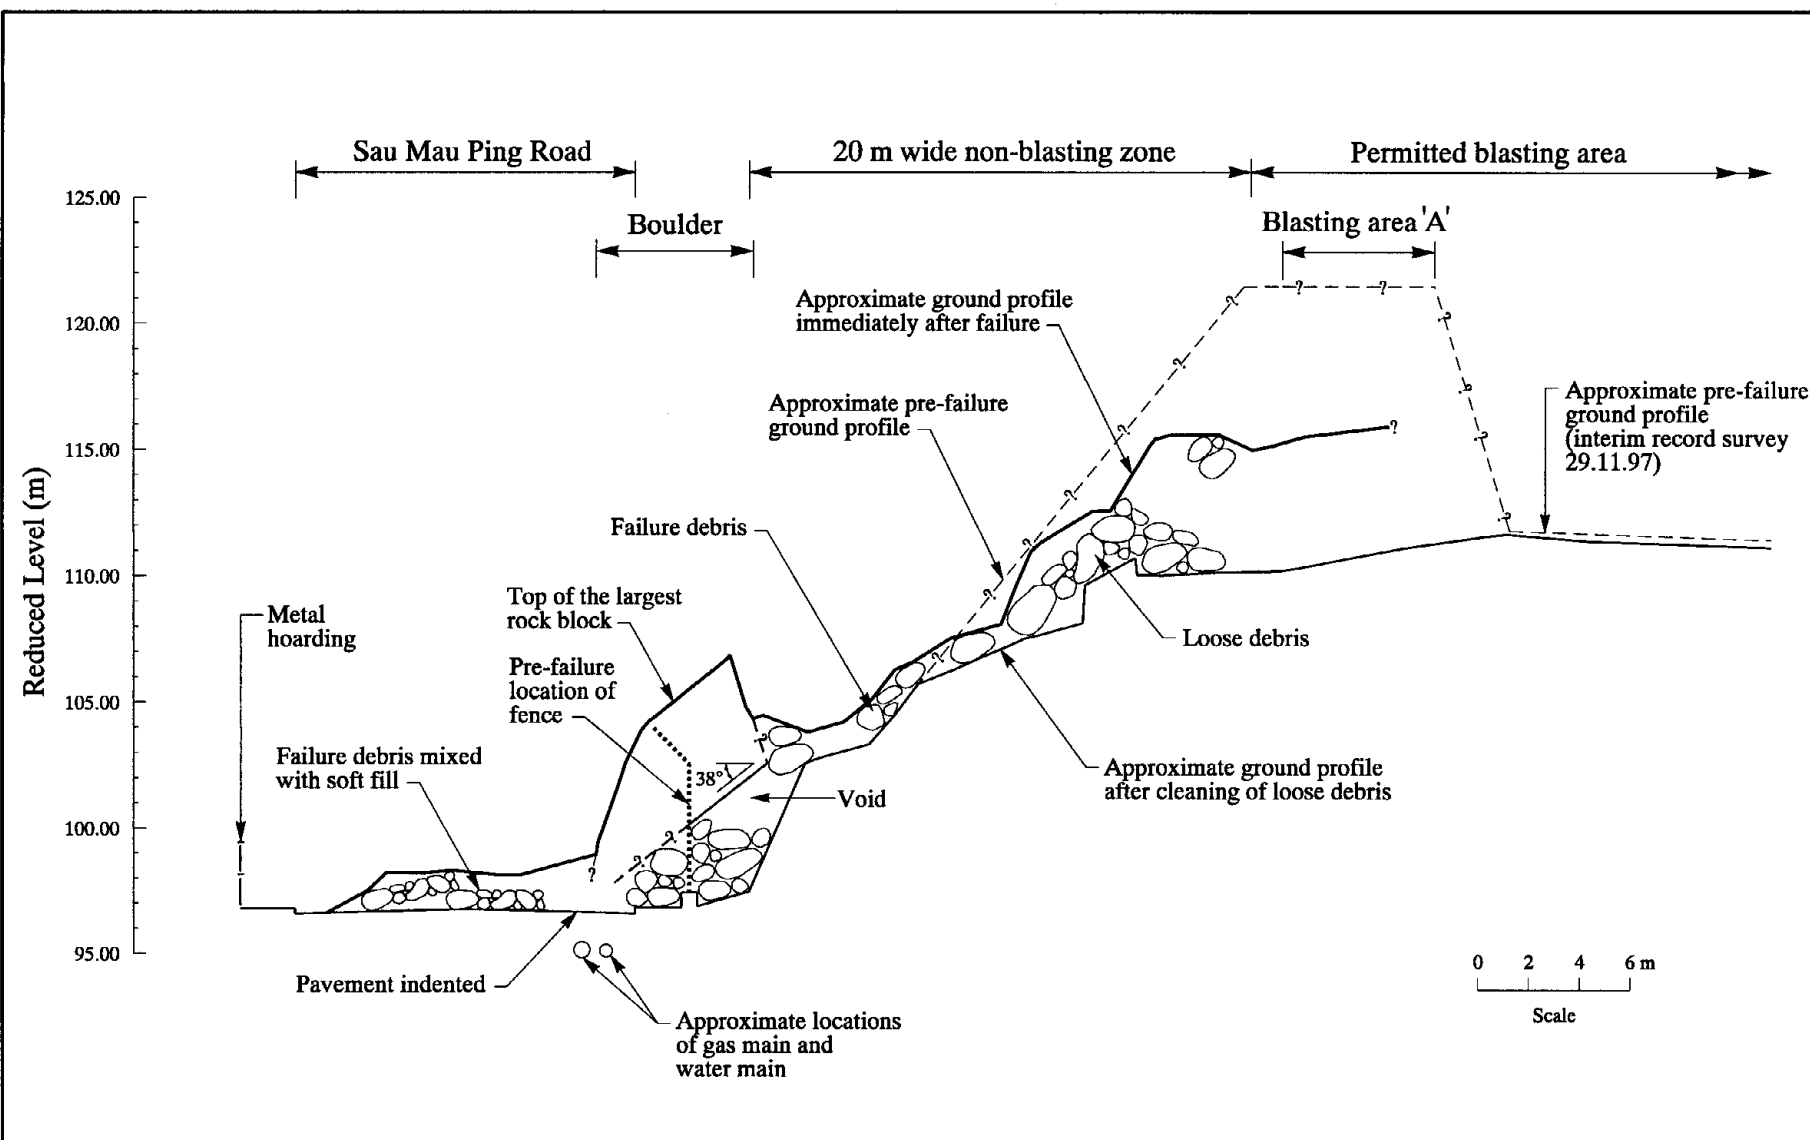 Sau Mau Ping Road
20 m wide non-blasting zone
Permitted blasting area
125.00
Boulder
Blasting area 'A'
Approximate ground profile
immediately after failure
? ?
?
?
120.00
?
Approximate pre-failure
ground profile
?
?
?
Approximate pre-failure
ground profile
(interim record survey
29.11.97)
115.00
?
?
Reduced Level (m)
Failure debris
?
?
?
110.00
Metal
hoarding
Top of the largest
rock block
?
Loose debris
Pre-failure
location of
fence
?
105.00
Failure debris mixed
with soft fill
?
38°
Approximate ground profile
after cleaning of loose debris
Void
100.00
?
?
?
95.00
Pavement indented
0 2 4 6 m
Scale
Approximate locations
of gas main and
water main